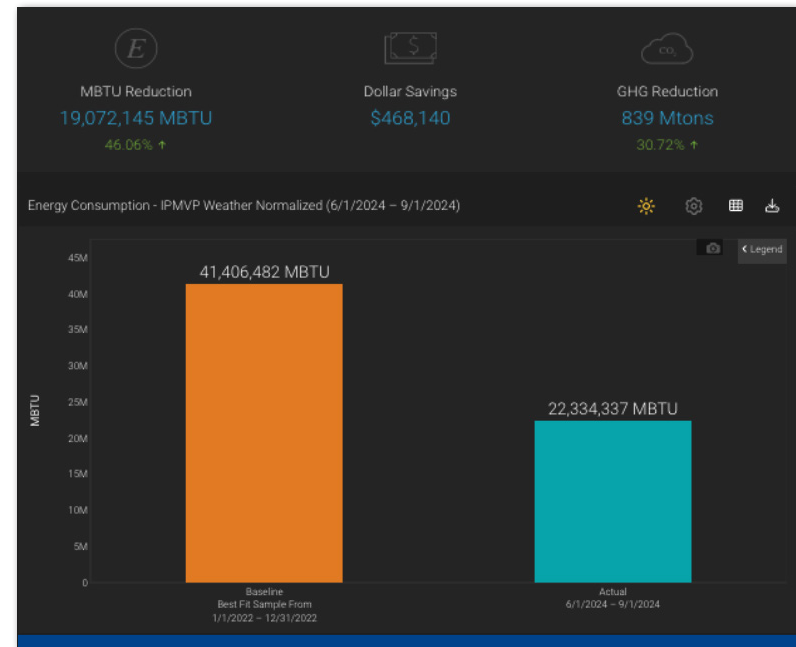 E
$
CO₂
MBTU Reduction
Dollar Savings
GHG Reduction
19,072,145 MBTU
$468,140
839 Mtons
46.06% ↑
30.72% ↑
Energy Consumption - IPMVP Weather Normalized (6/1/2024 – 9/1/2024)
Legend
45M
41,406,482 MBTU
40M
35M
30M
MBTU
25M
22,334,337 MBTU
20M
15M
10M
5M
0
Baseline
Best Fit Sample From
1/1/2022 – 12/31/2022
Actual
6/1/2024 – 9/1/2024